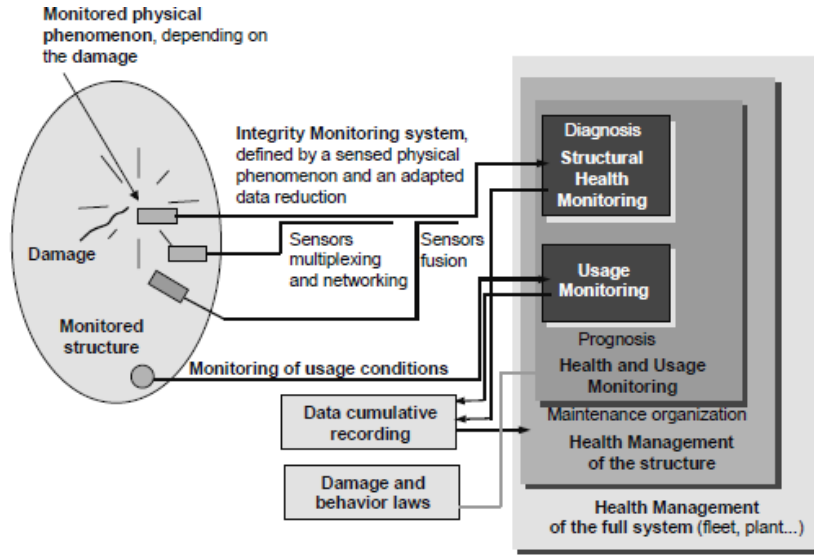 Monitored physical
phenomenon, depending on
the damage
Integrity Monitoring system,
defined by a sensed physical
phenomenon and an adapted
data reduction
Damage
Sensors
multiplexing
and networking
Sensors
fusion
Monitored
structure
Monitoring of usage conditions
Data cumulative
recording
Damage and
behavior laws
Diagnosis
Structural
Health
Monitoring
Usage
Monitoring
Prognosis
Health and Usage
Monitoring
Maintenance organization
Health Management
of the structure
Health Management
of the full system (fleet, plant...)